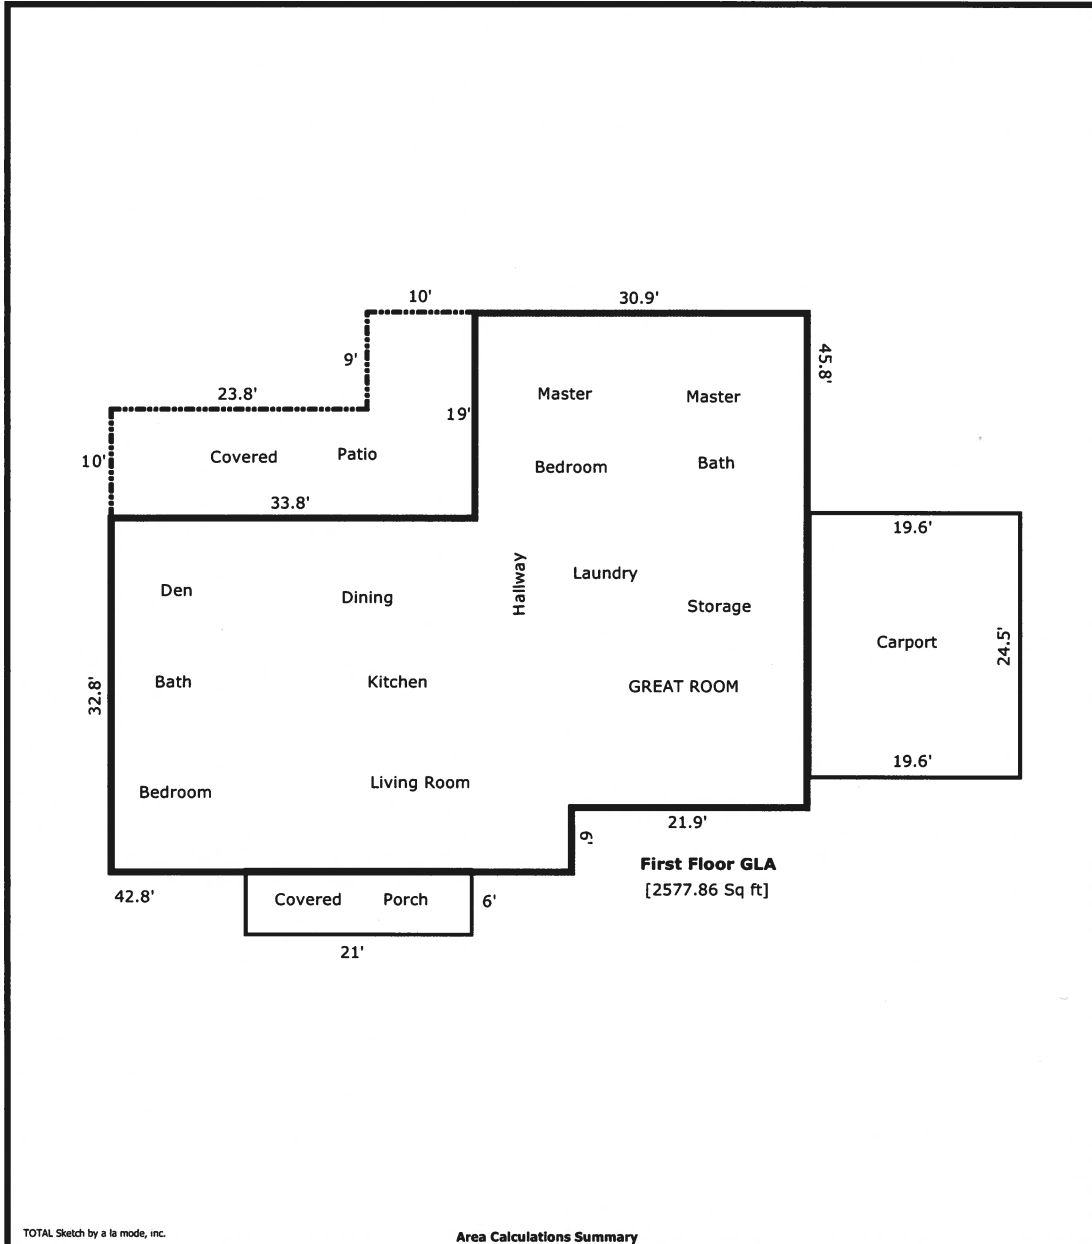 10'
30.9'
45.8'
9'
23.8'
Master
Master
19'
10'
Covered
Patio
Bedroom
Bath
33.8'
19.6'
Hallway
Laundry
Den
Dining
Storage
Carport
24.5'
32.8'
Bath
Kitchen
GREAT ROOM
19.6'
Living Room
Bedroom
21.9'
6'
First Floor GLA
[2577.86 Sq ft]
42.8'
Covered
Porch
6'
21'
TOTAL Sketch by a la mode, inc.
Area Calculations Summary